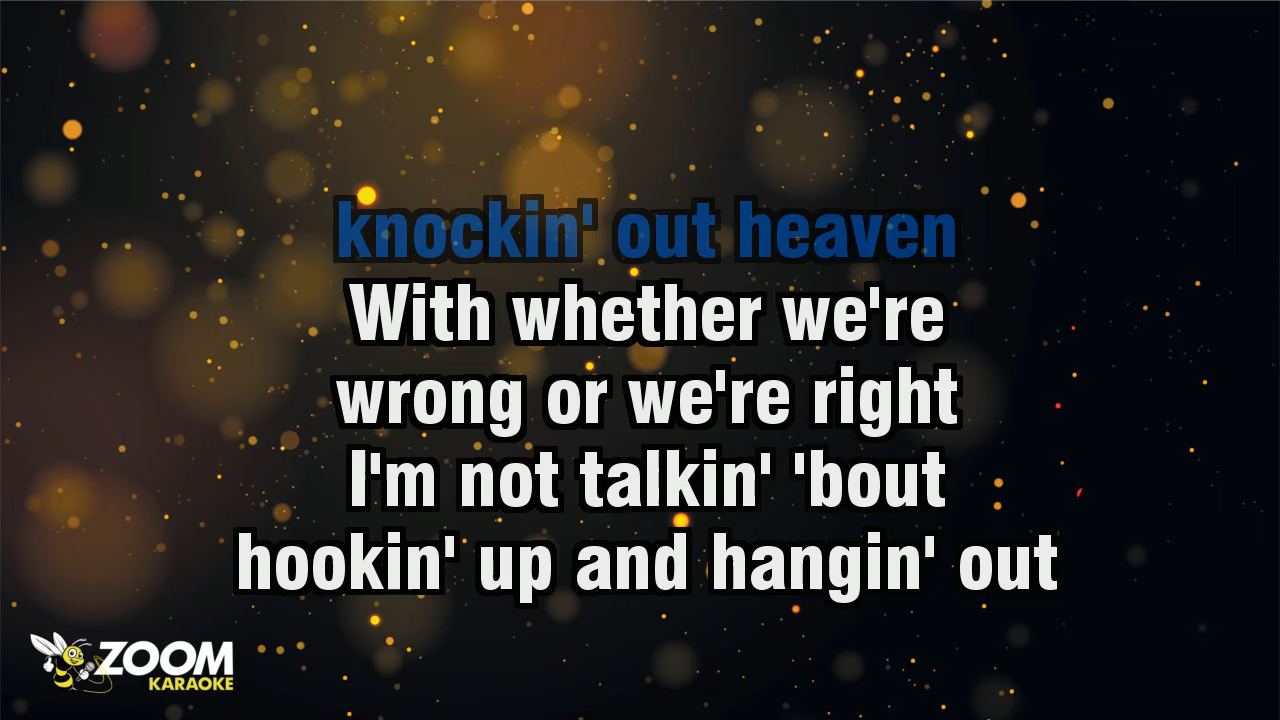 knockin' out heaven
With whether we're
wrong or we're right
I'm not talkin' 'bout
hookin' up and hangin' out
ZOOM
KARAOKE